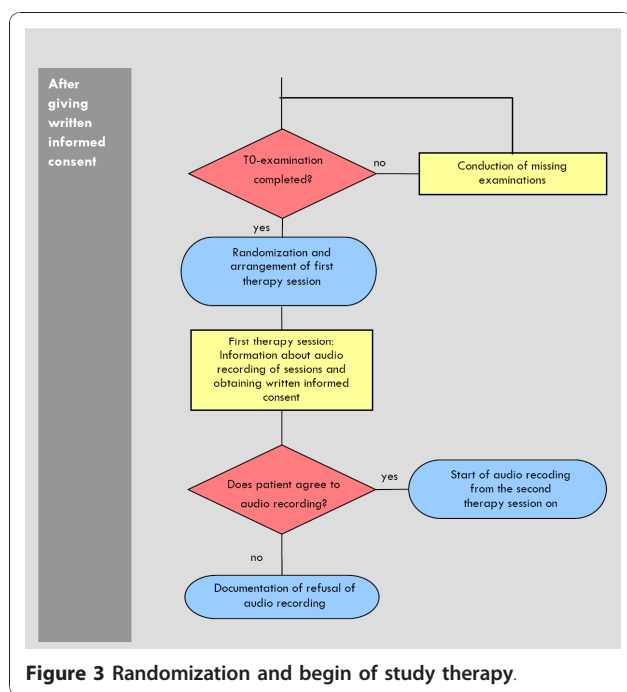 After
giving
written
informed
consent
T0-examination
completed?
no
Conduction of missing
examinations
yes
Randomization and
arrangement of first
therapy session
First therapy session:
Information about audio
recording of sessions and
obtaining written informed
consent
Does patient agree to
audio recording?
yes
Start of audio recoding
from the second
therapy session on
no
Documentation of refusal of
audio recording
Figure 3 Randomization and begin of study therapy.